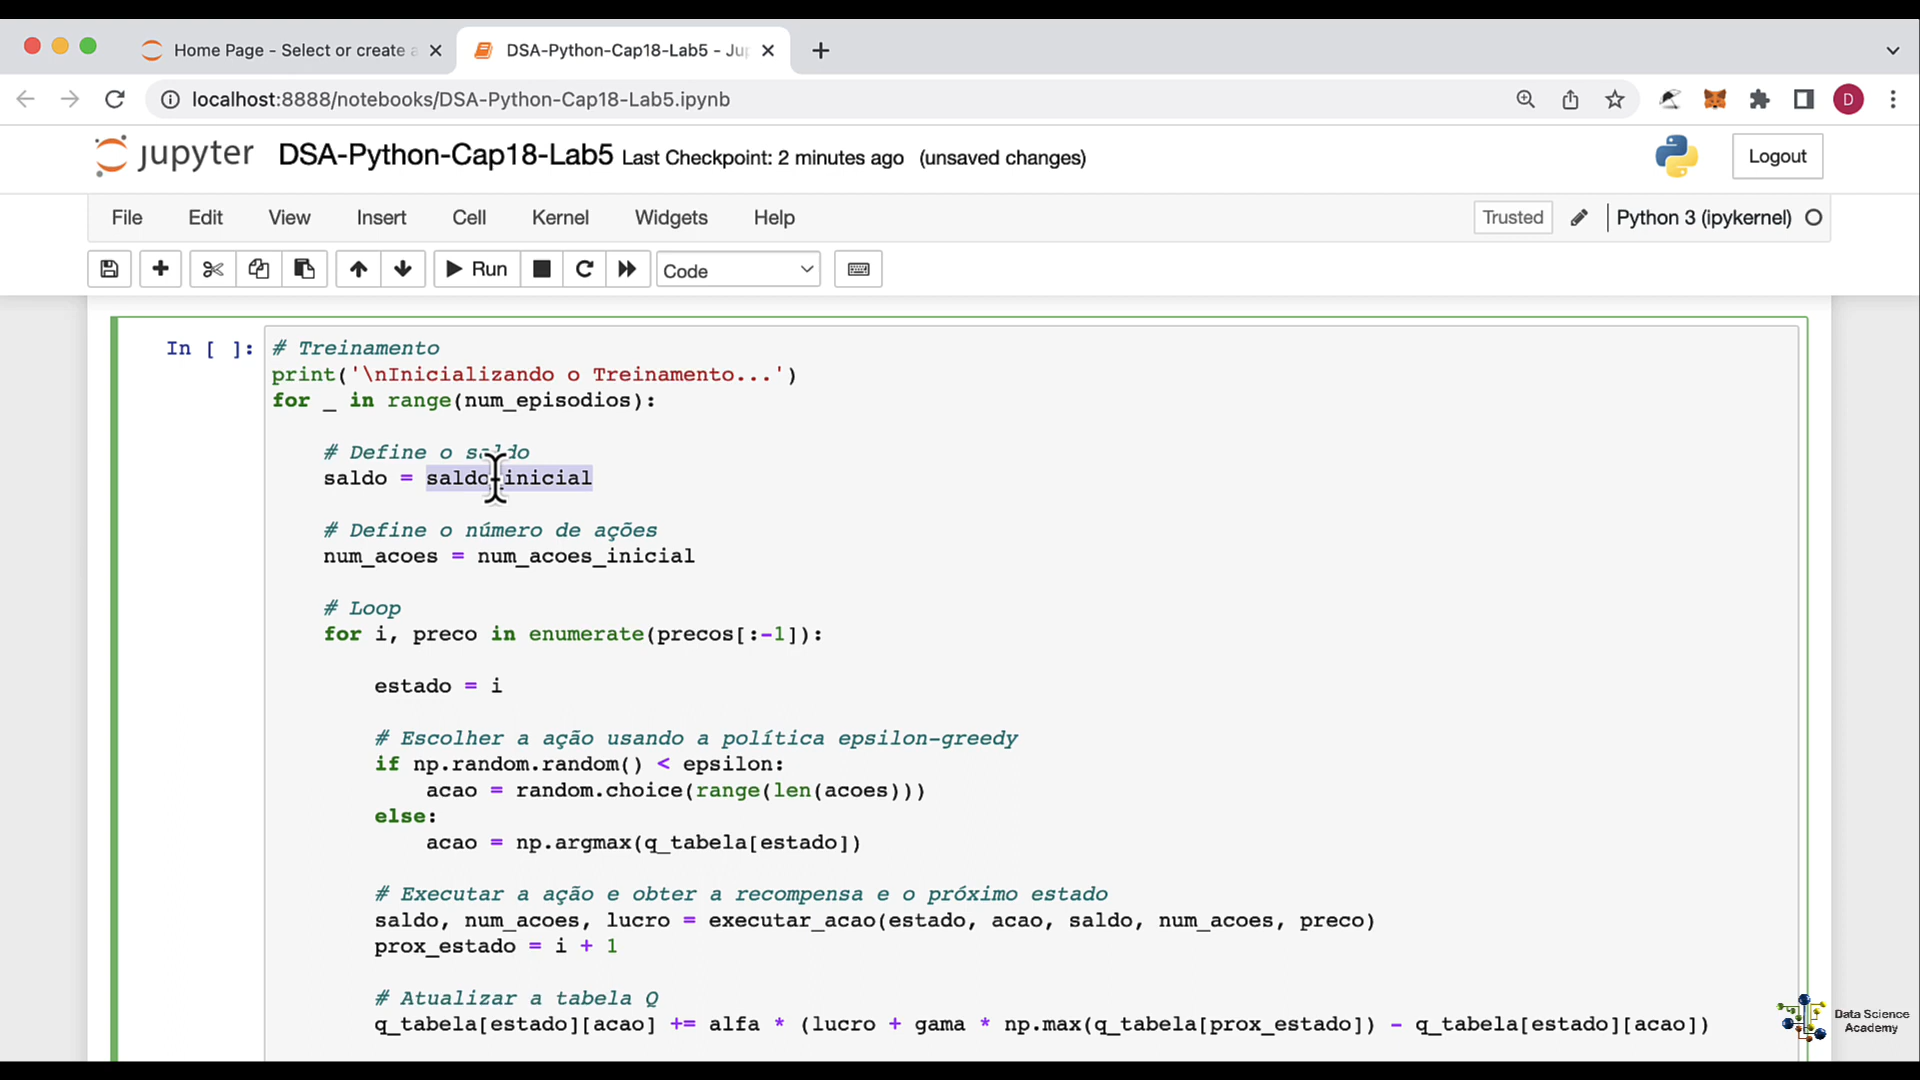 Home Page - Select or create a
DSA-Python-Cap18-Lab5 - Ju
localhost:8888/notebooks/DSA-Python-Cap18-Lab5.ipynb
D
jupyter DSA-Python-Cap18-Lab5 Last Checkpoint: 2 minutes ago (unsaved changes)
Logout
File Edit View Insert Cell Kernel Widgets Help
Trusted
Python 3 (ipykernel)
Run
Code
In [ ]:
# Treinamento
print('\nInicializando o Treinamento...')
for _ in range(num_episodios):
# Define o saldo
saldo = saldo_inicial
# Define o número de ações
num_acoes = num_acoes_inicial
# Loop
for i, preco in enumerate(precos[:-1]):
estado = i
# Escolher a ação usando a política epsilon-greedy
if np.random.random() < epsilon:
acao = random.choice(range(len(acoes)))
else:
acao = np.argmax(q_tabela[estado])
# Executar a ação e obter a recompensa e o próximo estado
saldo, num_acoes, lucro = executar_acao(estado, acao, saldo, num_acoes, preco)
prox_estado = i + 1
# Atualizar a tabela Q
q_tabela[estado][acao] += alfa * (lucro + gama * np.max(q_tabela[prox_estado]) - q_tabela[estado][acao])
Data Science
Academy